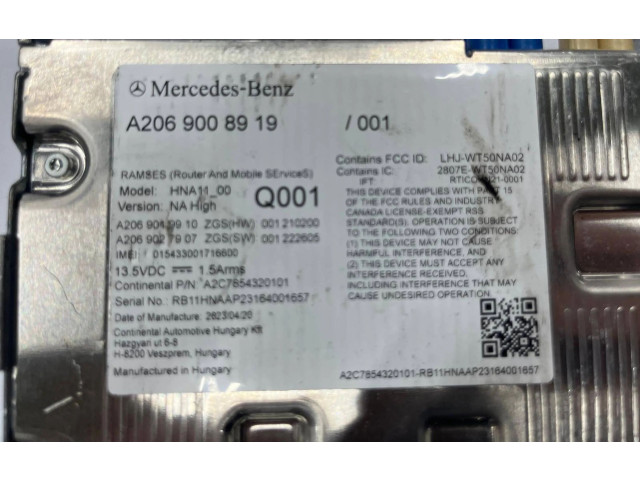 Mercedes-Benz
A206 900 89 19 / 001
RAMSES (Router And Mobile SErviceS)
Model: HNA11_00
Version: NA High
Q001
A206 901 99 10 ZGS(HW) 001 210200
A206 902 79 07 ZGS(SW) 001 222605
IMEI 015433001716600
13.5VDC 1.5Arms
Continental P/N: A2C7854320101
Serial No.: RB11HNAAP23164001657
Date of Manufacture: 2023/04/20
Continental Automotive Hungary Kft
Hazgyari ut 6-8
H-8200 Veszprem, Hungary
Manufactured in Hungary
Contains FCC ID: LHJ-WT50NA02
Contains IC: 2807E-WT50NA02
IFT: 21-0001
THIS DEVICE COMPLIES WITH PART 15
OF THE FCC RULES AND INDUSTRY
CANADA LICENSE-EXEMPT RSS
STANDARD(S). OPERATION IS SUBJECT
TO THE FOLLOWING TWO CONDITIONS:
(1) THIS DEVICE MAY NOT CAUSE
HARMFUL INTERFERENCE, AND
(2) THIS DEVICE MUST ACCEPT ANY
INTERFERENCE RECEIVED,
INCLUDING INTERFERENCE THAT MAY
CAUSE UNDESIRED OPERATION.
A2C7854320101-RB11HNAAP23164001657